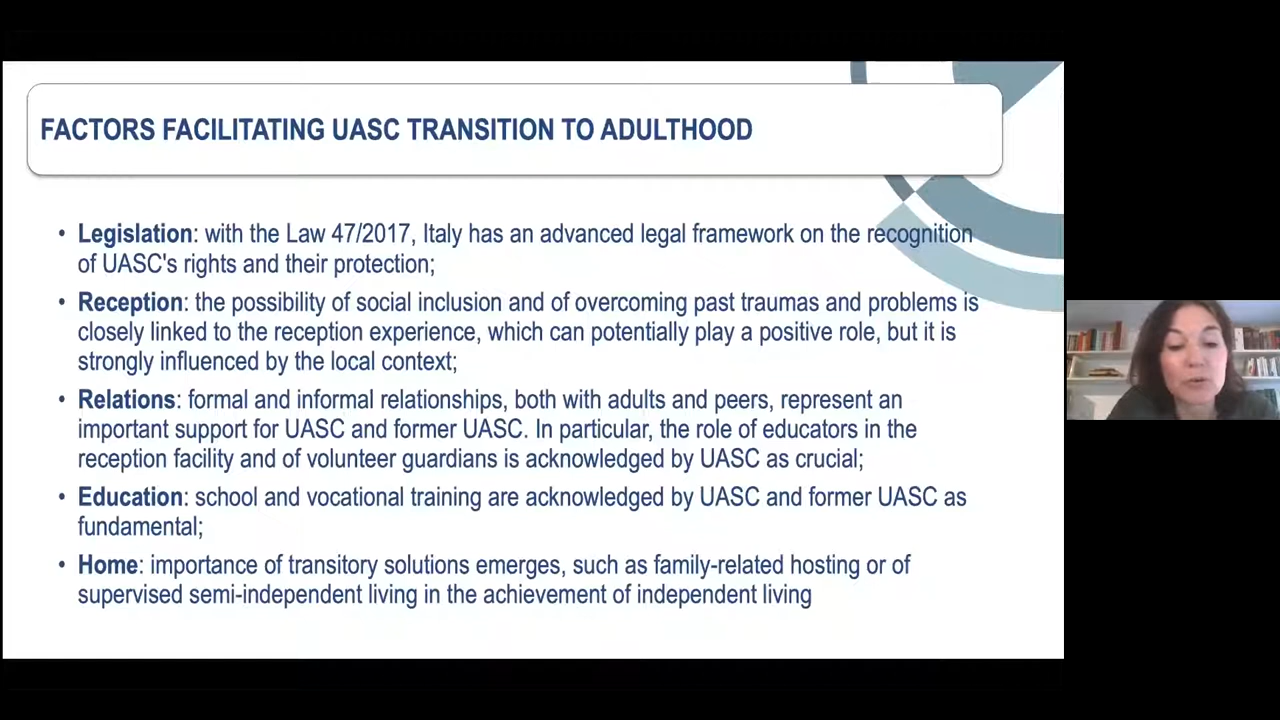 FACTORS FACILITATING UASC TRANSITION TO ADULTHOOD
• Legislation: with the Law 47/2017, Italy has an advanced legal framework on the recognition
of UASC's rights and their protection;
• Reception: the possibility of social inclusion and of overcoming past traumas and problems is
closely linked to the reception experience, which can potentially play a positive role, but it is
strongly influenced by the local context;
• Relations: formal and informal relationships, both with adults and peers, represent an
important support for UASC and former UASC. In particular, the role of educators in the
reception facility and of volunteer guardians is acknowledged by UASC as crucial;
• Education: school and vocational training are acknowledged by UASC and former UASC as
fundamental;
• Home: importance of transitory solutions emerges, such as family-related hosting or of
supervised semi-independent living in the achievement of independent living